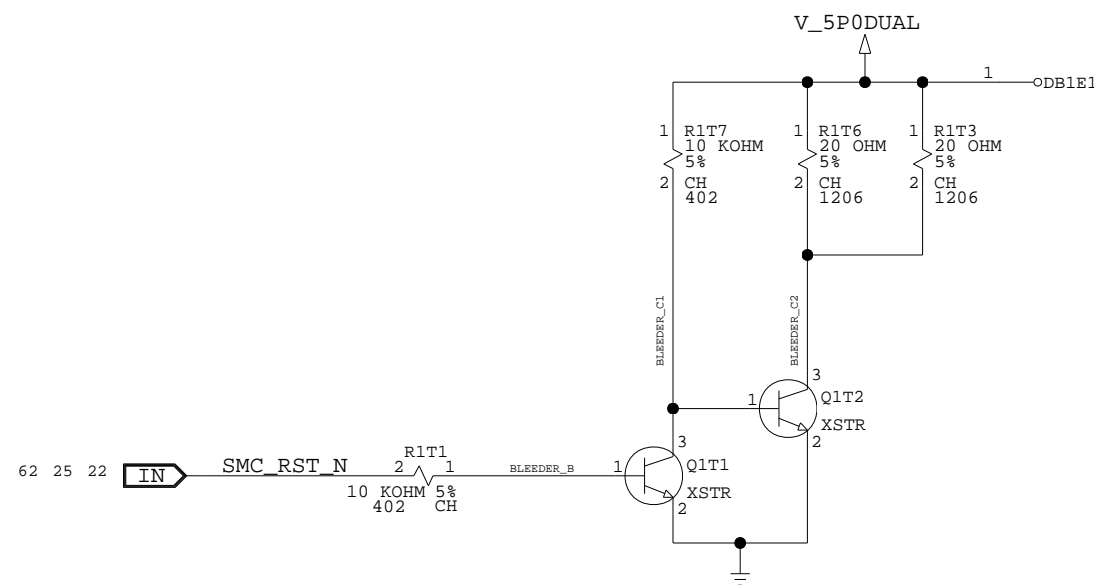 V_5P0DUAL
1
DB1E1
1 R1T7
10 KOHM
5%
2 CH
402
1 R1T6
20 OHM
5%
2 CH
1206
1 R1T3
20 OHM
5%
2 CH
1206
BLEEDER_C1
BLEEDER_C2
3
1
Q1T2
XSTR
2
62 25 22
IN
SMC_RST_N
R1T1
2 1
10 KOHM 5%
402 CH
BLEEDER_B
1
3
Q1T1
XSTR
2